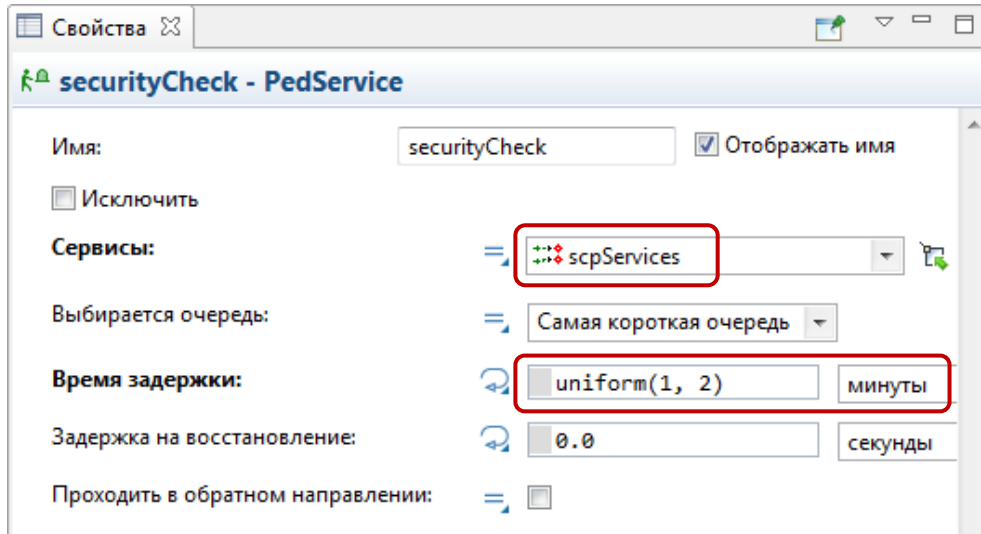 Свойства
securityCheck - PedService
Имя: securityCheck Отображать имя
Исключить
Сервисы: scpServices
Выбирается очередь: Самая короткая очередь
Время задержки: uniform(1, 2) минуты
Задержка на восстановление: 0.0 секунды
Проходить в обратном направлении: